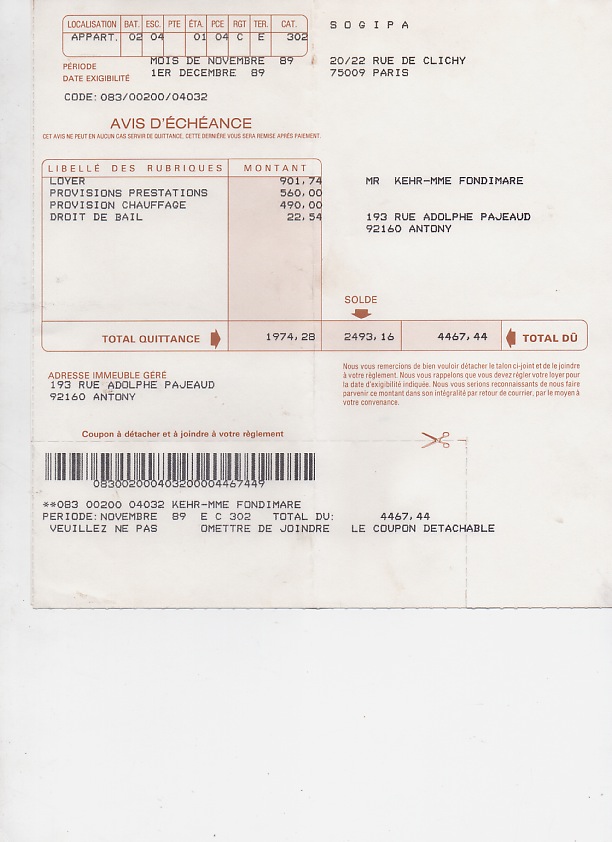 LOCALISATION BAT. ESC. PTE ÉTA. PCE RGT TER. CAT.
APPART. 02 04 01 04 C E 302
S O G I P A
PÉRIODE MOIS DE NOVEMBRE 89
DATE EXIGIBILITÉ 1ER DECEMBRE 89
20/22 RUE DE CLICHY
75009 PARIS
CODE: 083/00200/04032
AVIS D'ÉCHÉANCE
CET AVIS NE PEUT EN AUCUN CAS SERVIR DE QUITTANCE. CETTE DERNIÈRE VOUS SERA REMISE APRÈS PAIEMENT.
LIBELLÉ DES RUBRIQUES MONTANT
LOYER 901,74
PROVISIONS PRESTATIONS 560,00
PROVISION CHAUFFAGE 490,00
DROIT DE BAIL 22,54
MR KEHR-MME FONDIMARE
193 RUE ADOLPHE PAJEAUD
92160 ANTONY
SOLDE
TOTAL QUITTANCE 1974,28 2493,16 4467,44 TOTAL DÛ
ADRESSE IMMEUBLE GÉRÉ
193 RUE ADOLPHE PAJEAUD
92160 ANTONY
Nous vous remercions de bien vouloir détacher le talon ci-joint et de le joindre
à votre règlement. Nous vous rappelons que vous devez régler votre loyer pour
la date d'exigibilité indiquée. Nous vous serions reconnaissants de nous faire
parvenir ce montant dans son intégralité par retour de courrier, par le moyen à
votre convenance.
Coupon à détacher et à joindre à votre règlement
083002000403200004467449
**083 00200 04032 KEHR-MME FONDIMARE
PERIODE:NOVEMBRE 89 E C 302 TOTAL DU: 4467,44
VEUILLEZ NE PAS OMETTRE DE JOINDRE LE COUPON DETACHABLE